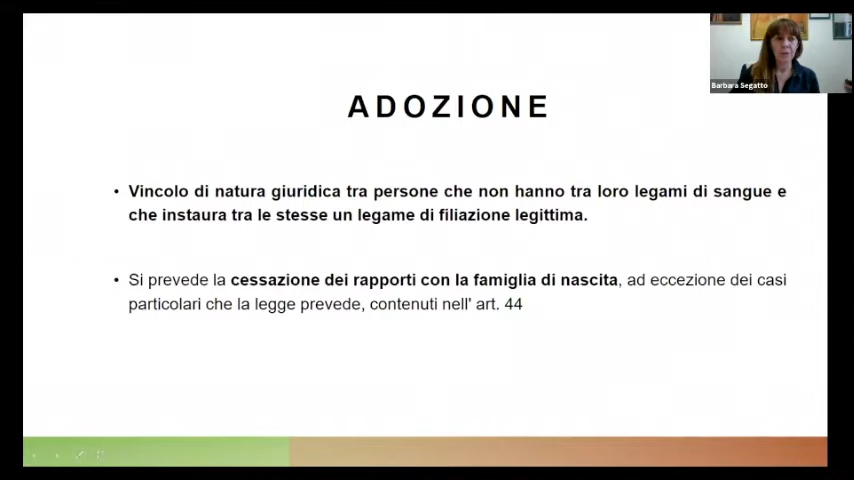 Barbara Segatto
ADOZIONE
• Vincolo di natura giuridica tra persone che non hanno tra loro legami di sangue e
che instaura tra le stesse un legame di filiazione legittima.
• Si prevede la cessazione dei rapporti con la famiglia di nascita, ad eccezione dei casi
particolari che la legge prevede, contenuti nell' art. 44